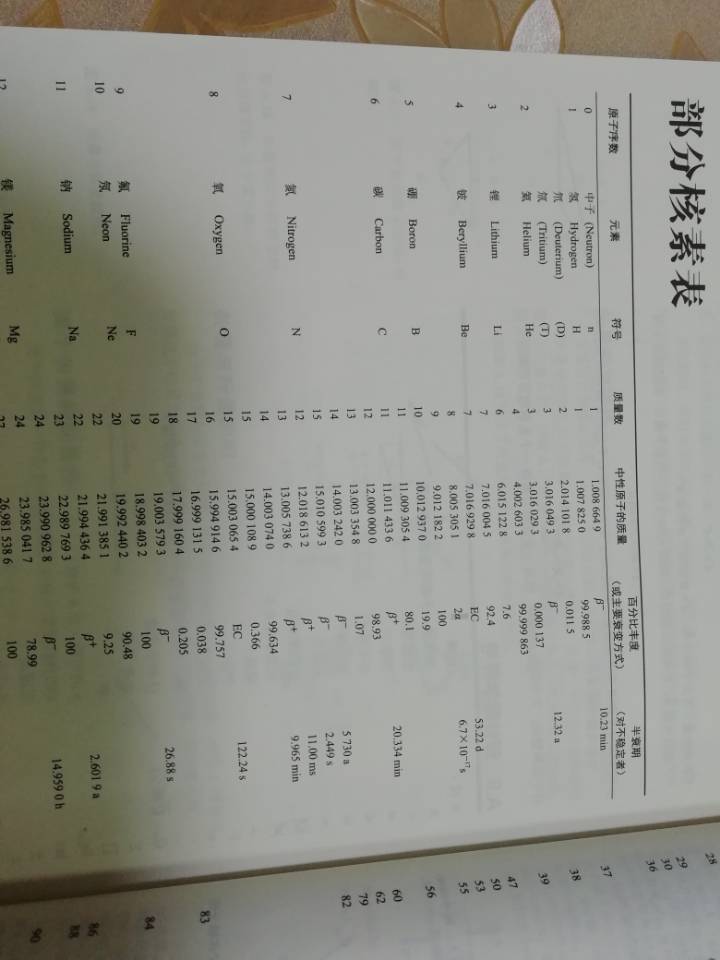 部分核素表
原子序数 元素 符号 质量数 中性原子的质量 百分比丰度 半衰期
（或主要衰变方式） （对不稳定者）
0 中子 (Neutron) n 1 1.008 664 9 β⁻ 10.23 min
1 氢 Hydrogen H 1 1.007 825 0 99.988 5
氘 (Deuterium) (D) 2 2.014 101 8 0.011 5
氚 (Tritium) (T) 3 3.016 049 3 β⁻ 12.32 a
2 氦 Helium He 3 3.016 029 3 0.000 137
4 4.002 603 3 99.999 863
3 锂 Lithium Li 6 6.015 122 8 7.6
7 7.016 004 5 92.4
4 铍 Beryllium Be 7 7.016 929 8 EC 53.22 d
8 8.005 305 1 2α 6.7×10⁻¹⁷s
9 9.012 182 2 100
5 硼 Boron B 10 10.012 937 0 19.9
11 11.009 305 4 80.1
6 碳 Carbon C 11 11.011 433 6 β⁺ 20.334 min
12 12.000 000 0 98.93
13 13.003 354 8 1.07
14 14.003 242 0 β⁻ 5 730 a
15 15.010 599 3 β⁻ 2.449 s
7 氮 Nitrogen N 12 12.018 613 2 β⁺ 11.00 ms
13 13.005 738 6 β⁺ 9.965 min
14 14.003 074 0 99.634
15 15.000 108 9 0.366
8 氧 Oxygen O 15 15.003 065 4 EC 122.24 s
16 15.994 914 6 99.757
17 16.999 131 5 0.038
18 17.999 160 4 0.205
19 19.003 579 3 β⁻ 26.88 s
9 氟 Fluorine F 19 18.998 403 2 100
10 氖 Neon Ne 20 19.992 440 2 90.48
22 21.991 385 1 9.25
11 钠 Sodium Na 22 21.994 436 4 β⁺ 2.601 9 a
23 22.989 769 3 100
24 23.990 962 8 β⁻ 14.959 0 h
12 镁 Magnesium Mg 24 23.985 041 7 78.99
27 26.981 538 6 100
28
29
30
36
37
38
39
47
50
53
55
56
60
62
79
82
83
84
86
88
90